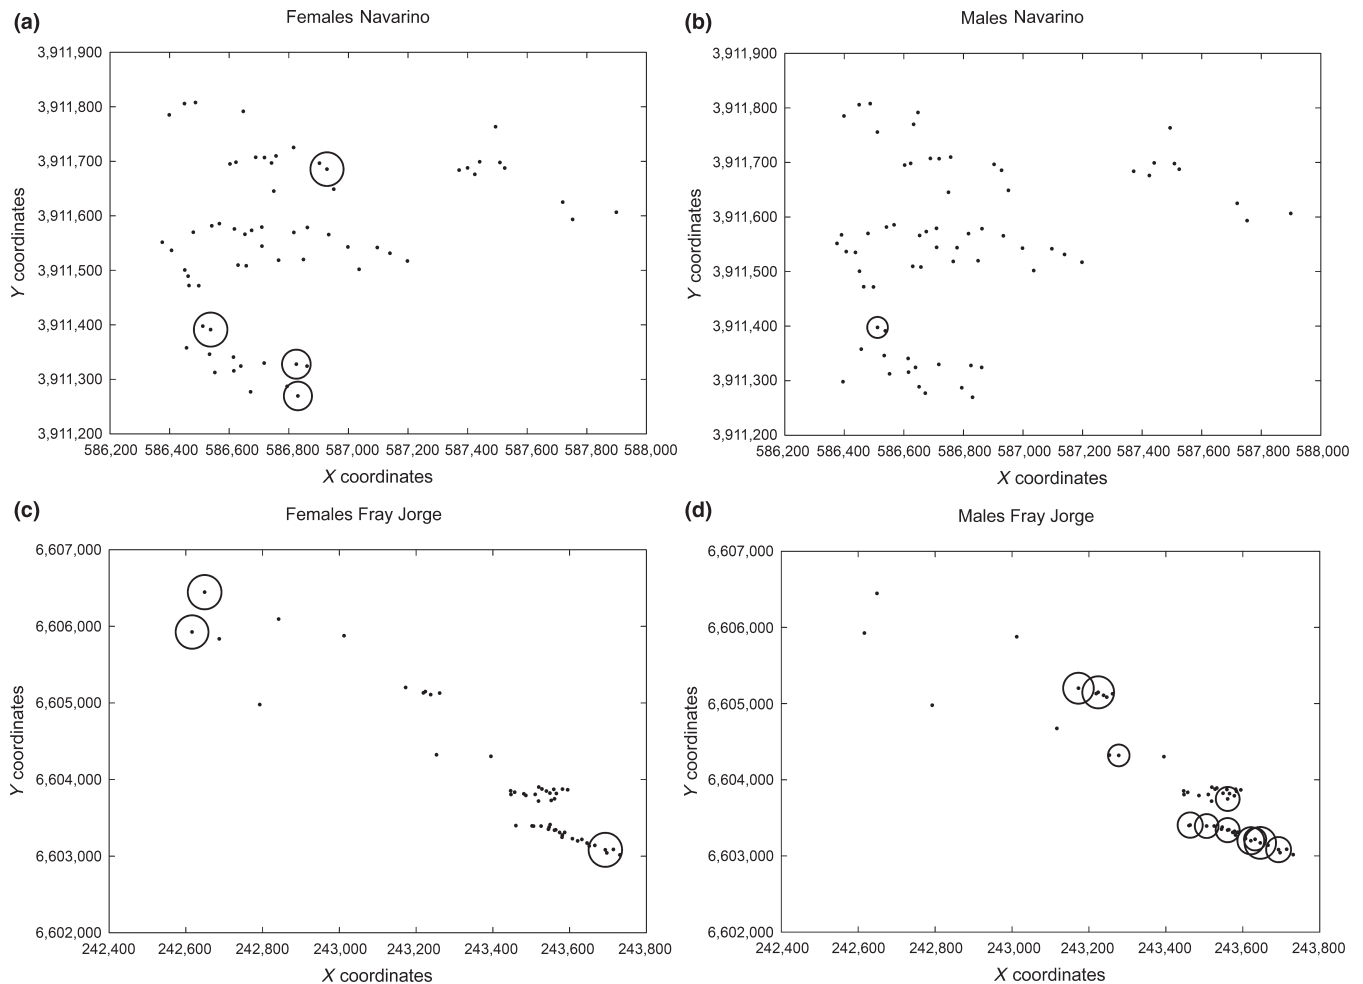 (a)
Females Navarino
3,911,900
3,911,800
3,911,700
3,911,600
3,911,500
3,911,400
3,911,300
3,911,200
Y coordinates
586,200 586,400 586,600 586,800 587,000 587,200 587,400 587,600 587,800 588,000
X coordinates
(b)
Males Navarino
3,911,900
3,911,800
3,911,700
3,911,600
3,911,500
3,911,400
3,911,300
3,911,200
Y coordinates
586,200 586,400 586,600 586,800 587,000 587,200 587,400 587,600 587,800 588,000
X coordinates
(c)
Females Fray Jorge
6,607,000
6,606,000
6,605,000
6,604,000
6,603,000
6,602,000
Y coordinates
242,400 242,600 242,800 243,000 243,200 243,400 243,600 243,800
X coordinates
(d)
Males Fray Jorge
6,607,000
6,606,000
6,605,000
6,604,000
6,603,000
6,602,000
Y coordinates
242,400 242,600 242,800 243,000 243,200 243,400 243,600 243,800
X coordinates